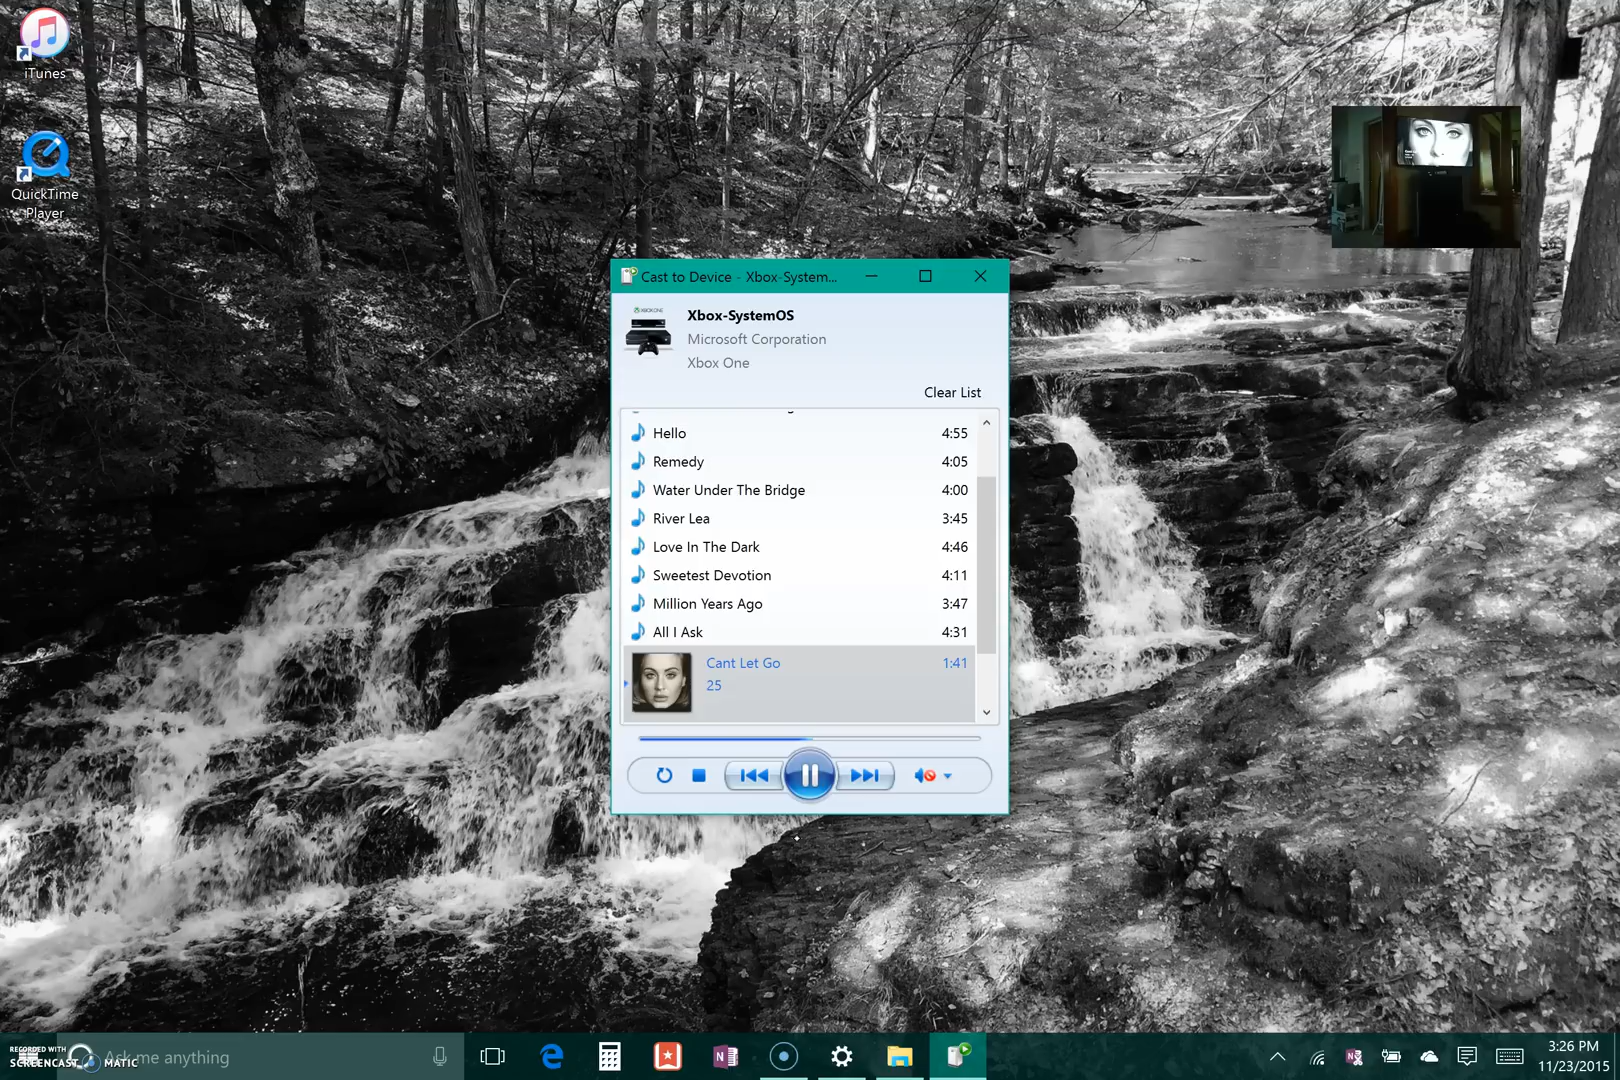 iTunes
QuickTime
Player
Cast to Device - Xbox-System...
XBOXONE
Xbox-SystemOS
Microsoft Corporation
Xbox One
Clear List
Hello 4:55
Remedy 4:05
Water Under The Bridge 4:00
River Lea 3:45
Love In The Dark 4:46
Sweetest Devotion 4:11
Million Years Ago 3:47
All I Ask 4:31
Cant Let Go 1:41
25
RECORDED WITH
SCREENCAST MATIC
Ask me anything
3:26 PM
11/23/2015